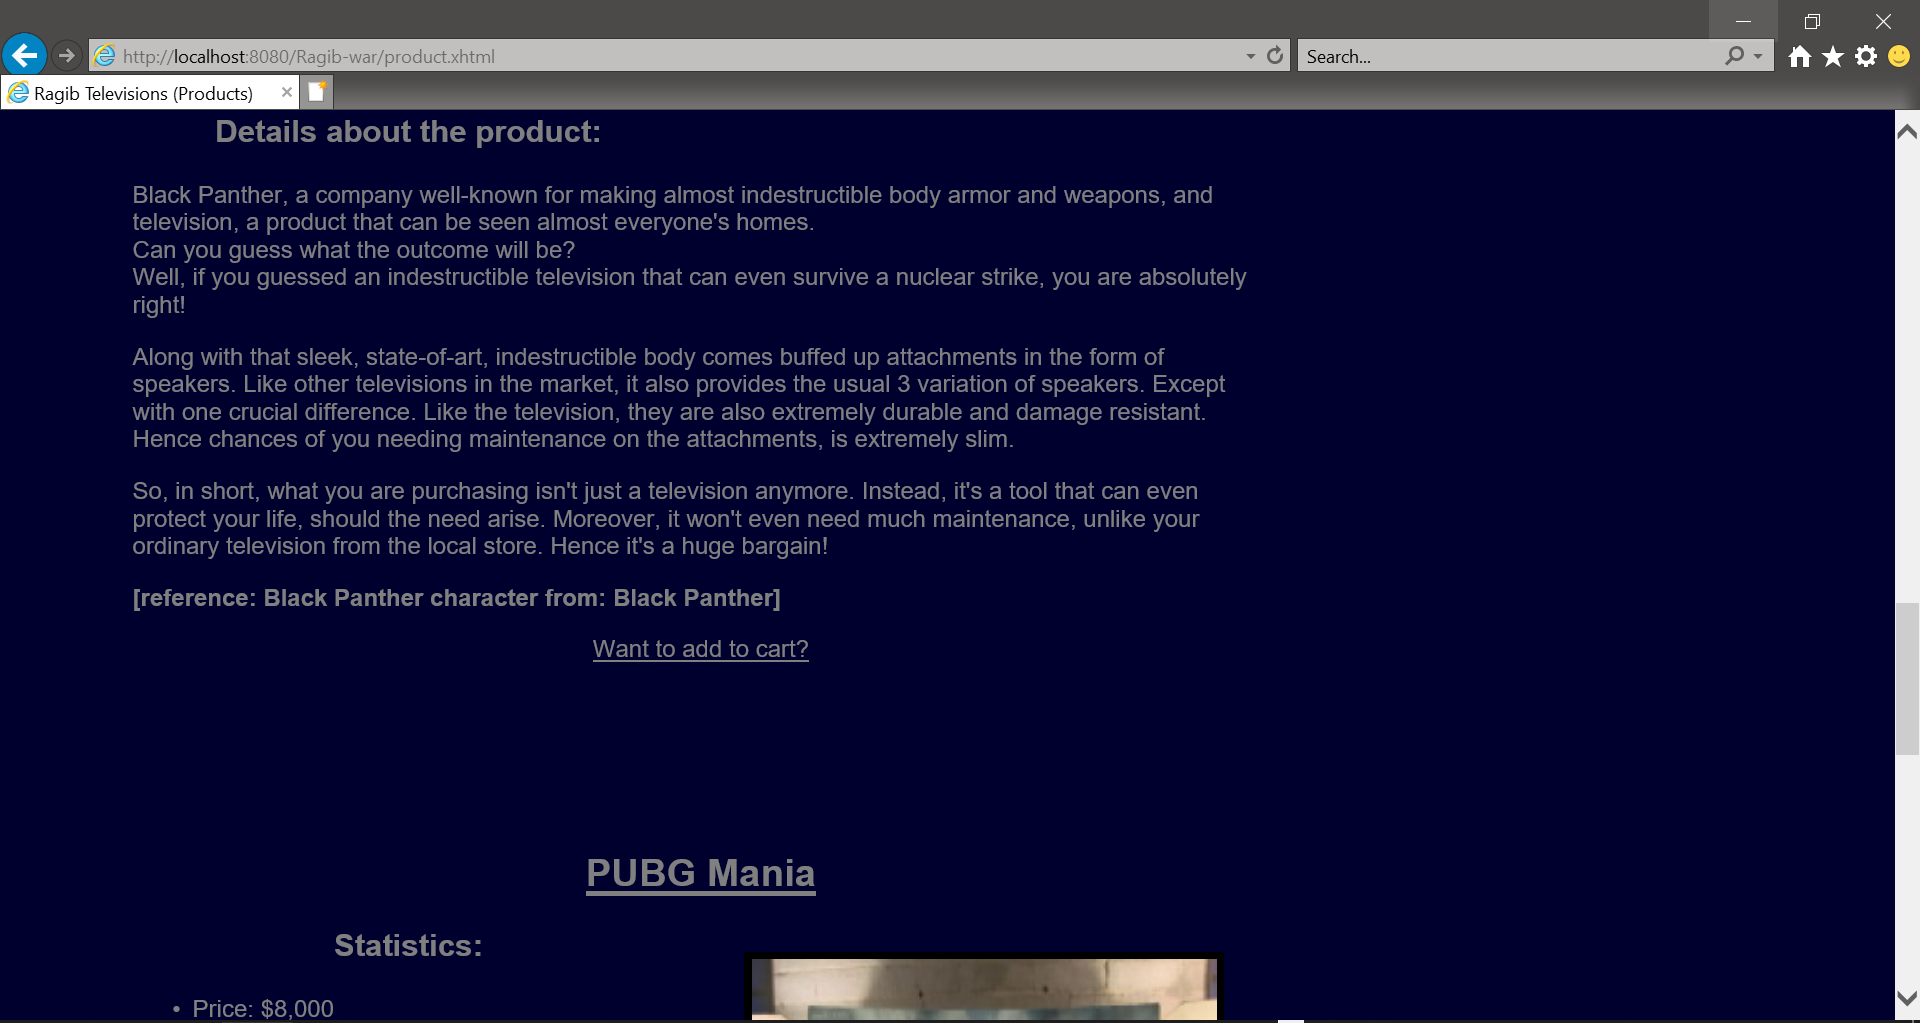 http://localhost:8080/Ragib-war/product.xhtml
Search...
Ragib Televisions (Products)
Details about the product:
Black Panther, a company well-known for making almost indestructible body armor and weapons, and
television, a product that can be seen almost everyone's homes.
Can you guess what the outcome will be?
Well, if you guessed an indestructible television that can even survive a nuclear strike, you are absolutely
right!
Along with that sleek, state-of-art, indestructible body comes buffed up attachments in the form of
speakers. Like other televisions in the market, it also provides the usual 3 variation of speakers. Except
with one crucial difference. Like the television, they are also extremely durable and damage resistant.
Hence chances of you needing maintenance on the attachments, is extremely slim.
So, in short, what you are purchasing isn't just a television anymore. Instead, it's a tool that can even
protect your life, should the need arise. Moreover, it won't even need much maintenance, unlike your
ordinary television from the local store. Hence it's a huge bargain!
[reference: Black Panther character from: Black Panther]
Want to add to cart?
PUBG Mania
Statistics:
• Price: $8,000